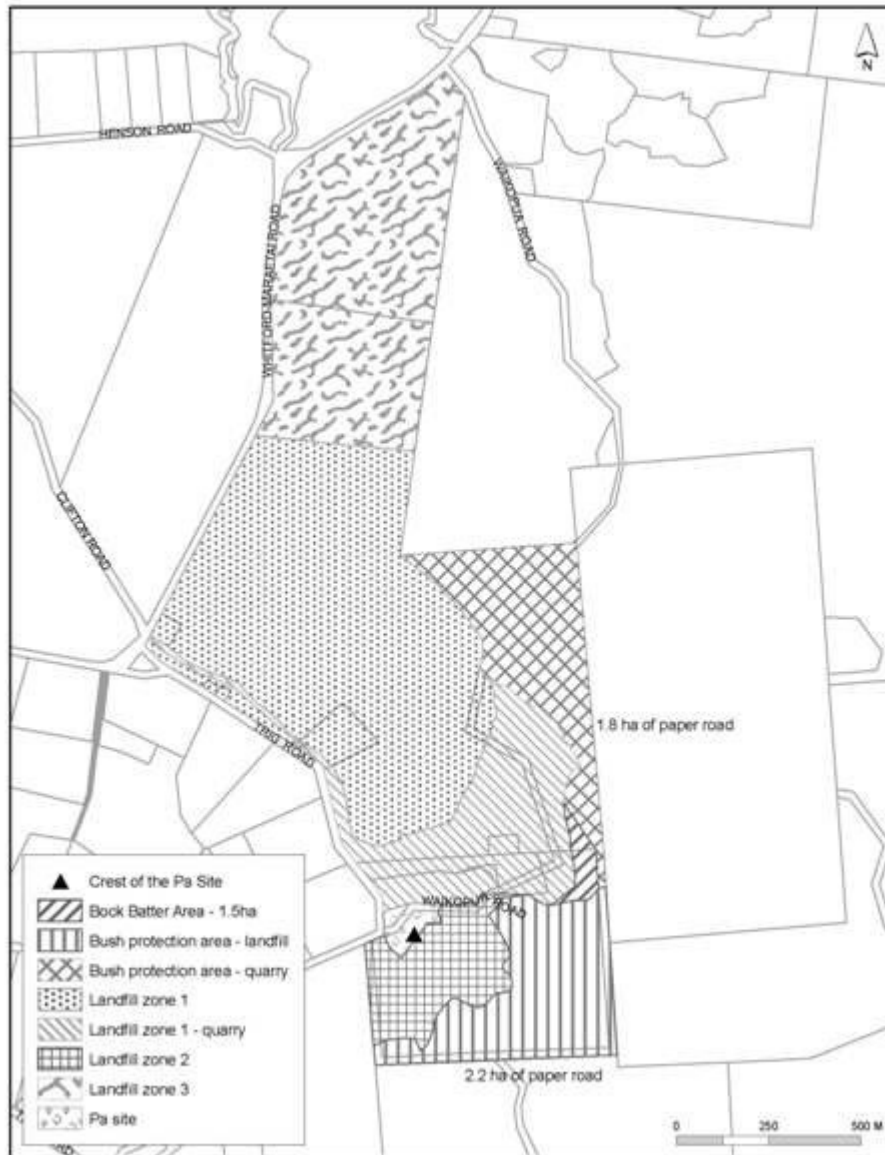 N
HENSON ROAD
WAIKOPUA ROAD
WHITFORD MARAETAI ROAD
CLIFTON ROAD
TRIG ROAD
1.8 ha of paper road
WAIKOPUA ROAD
2.2 ha of paper road
Crest of the Pa Site
Bock Batter Area - 1.5ha
Bush protection area - landfill
Bush protection area - quarry
Landfill zone 1
Landfill zone 1 - quarry
Landfill zone 2
Landfill zone 3
Pa site
0 250 500 M